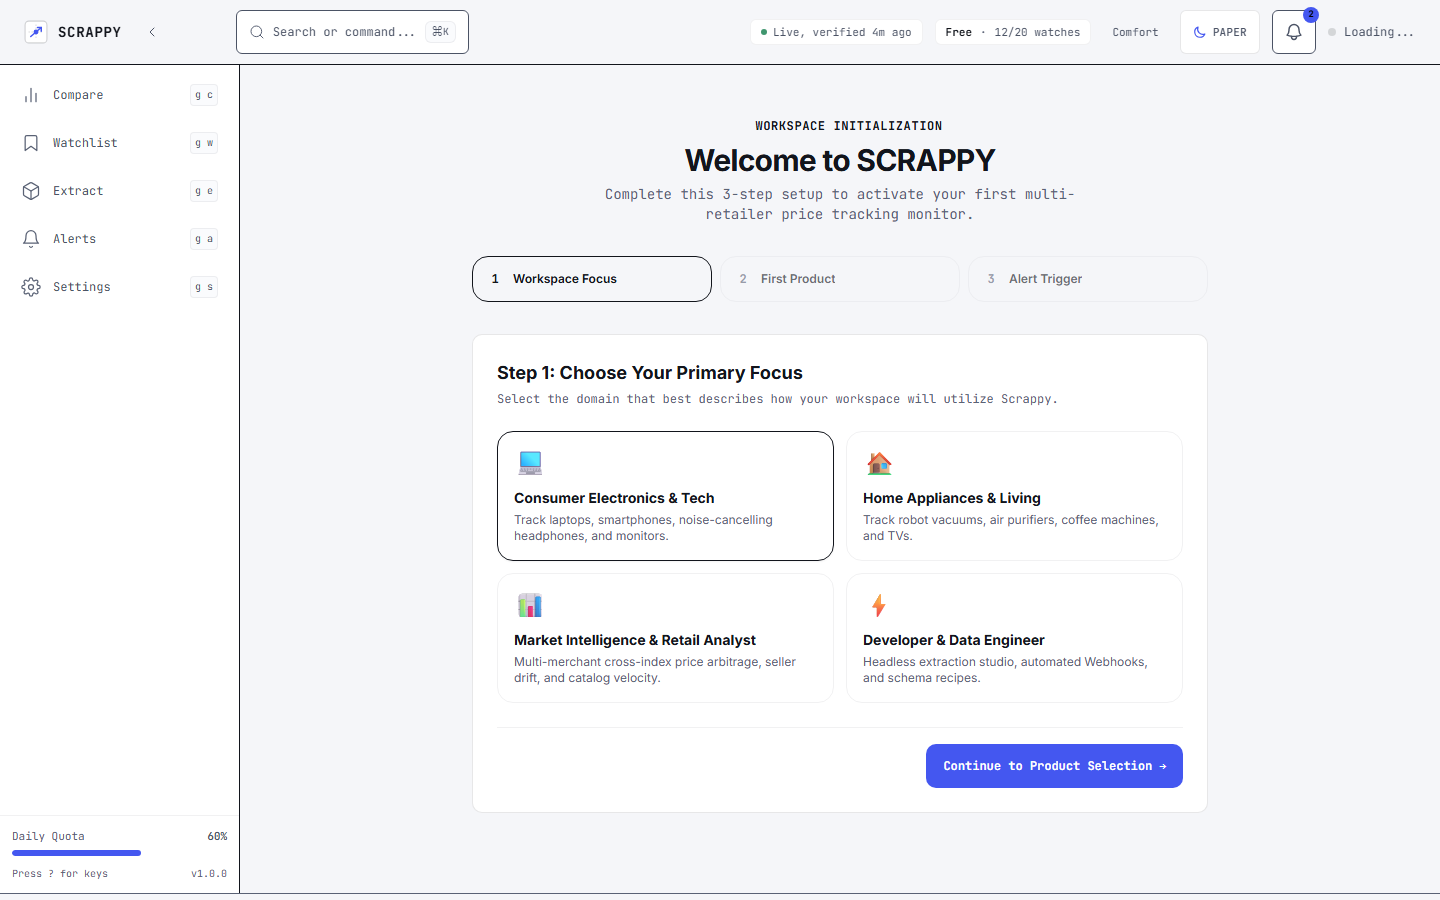 SCRAPPY
Search or command... ⌘K
Live, verified 4m ago
Free · 12/20 watches
Comfort
PAPER
2
Loading...
Compare g c
Watchlist g w
Extract g e
Alerts g a
Settings g s
WORKSPACE INITIALIZATION
Welcome to SCRAPPY
Complete this 3-step setup to activate your first multi-
retailer price tracking monitor.
1 Workspace Focus
2 First Product
3 Alert Trigger
Step 1: Choose Your Primary Focus
Select the domain that best describes how your workspace will utilize Scrappy.
Consumer Electronics & Tech
Track laptops, smartphones, noise-cancelling
headphones, and monitors.
Home Appliances & Living
Track robot vacuums, air purifiers, coffee machines,
and TVs.
Market Intelligence & Retail Analyst
Multi-merchant cross-index price arbitrage, seller
drift, and catalog velocity.
Developer & Data Engineer
Headless extraction studio, automated Webhooks,
and schema recipes.
Continue to Product Selection →
Daily Quota 60%
Press ? for keys v1.0.0